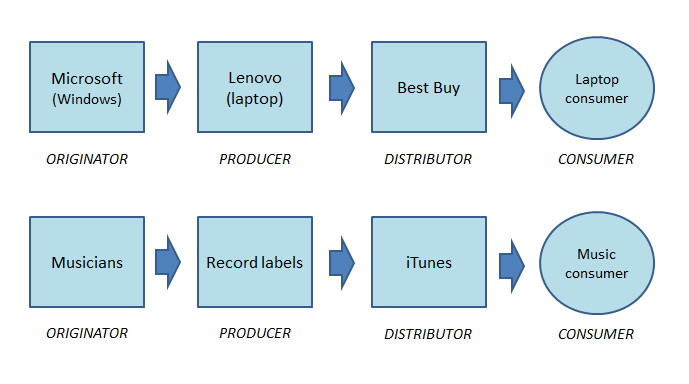 Microsoft
(Windows)
Lenovo
(laptop)
Best Buy
Laptop
consumer
ORIGINATOR
PRODUCER
DISTRIBUTOR
CONSUMER
Musicians
Record labels
iTunes
Music
consumer
ORIGINATOR
PRODUCER
DISTRIBUTOR
CONSUMER